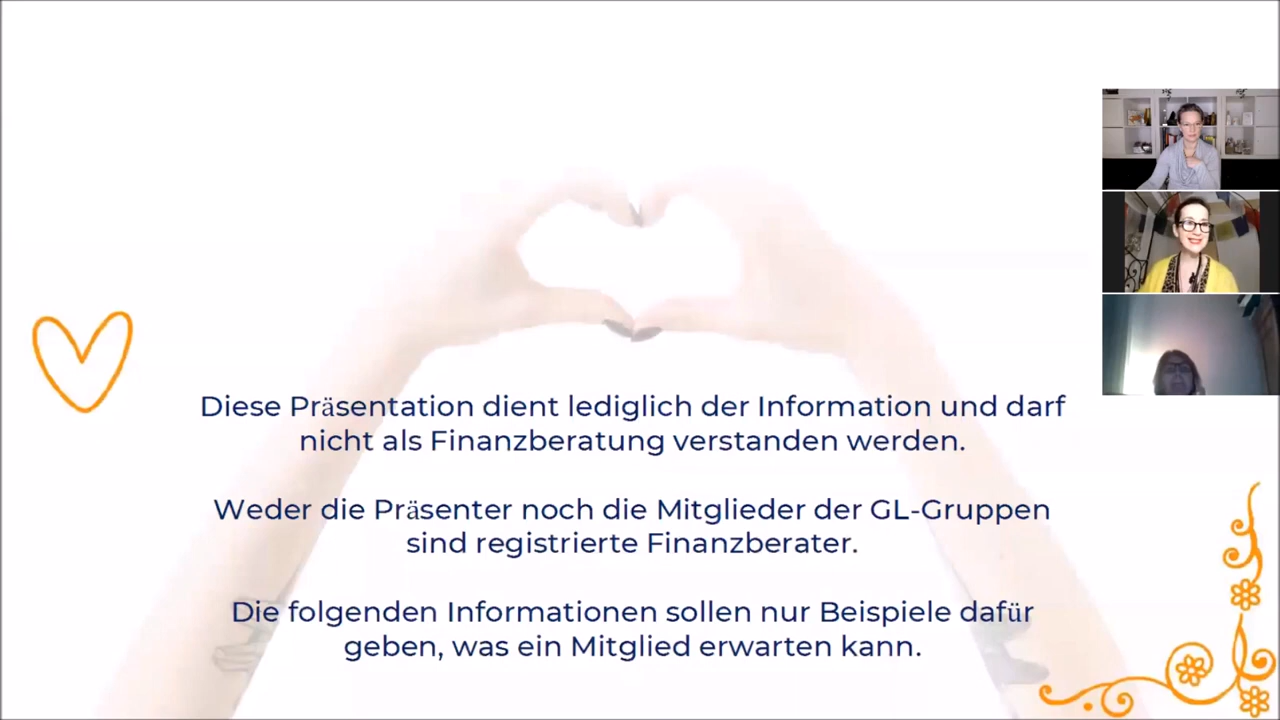 Diese Präsentation dient lediglich der Information und darf
nicht als Finanzberatung verstanden werden.
Weder die Präsenter noch die Mitglieder der GL-Gruppen
sind registrierte Finanzberater.
Die folgenden Informationen sollen nur Beispiele dafür
geben, was ein Mitglied erwarten kann.